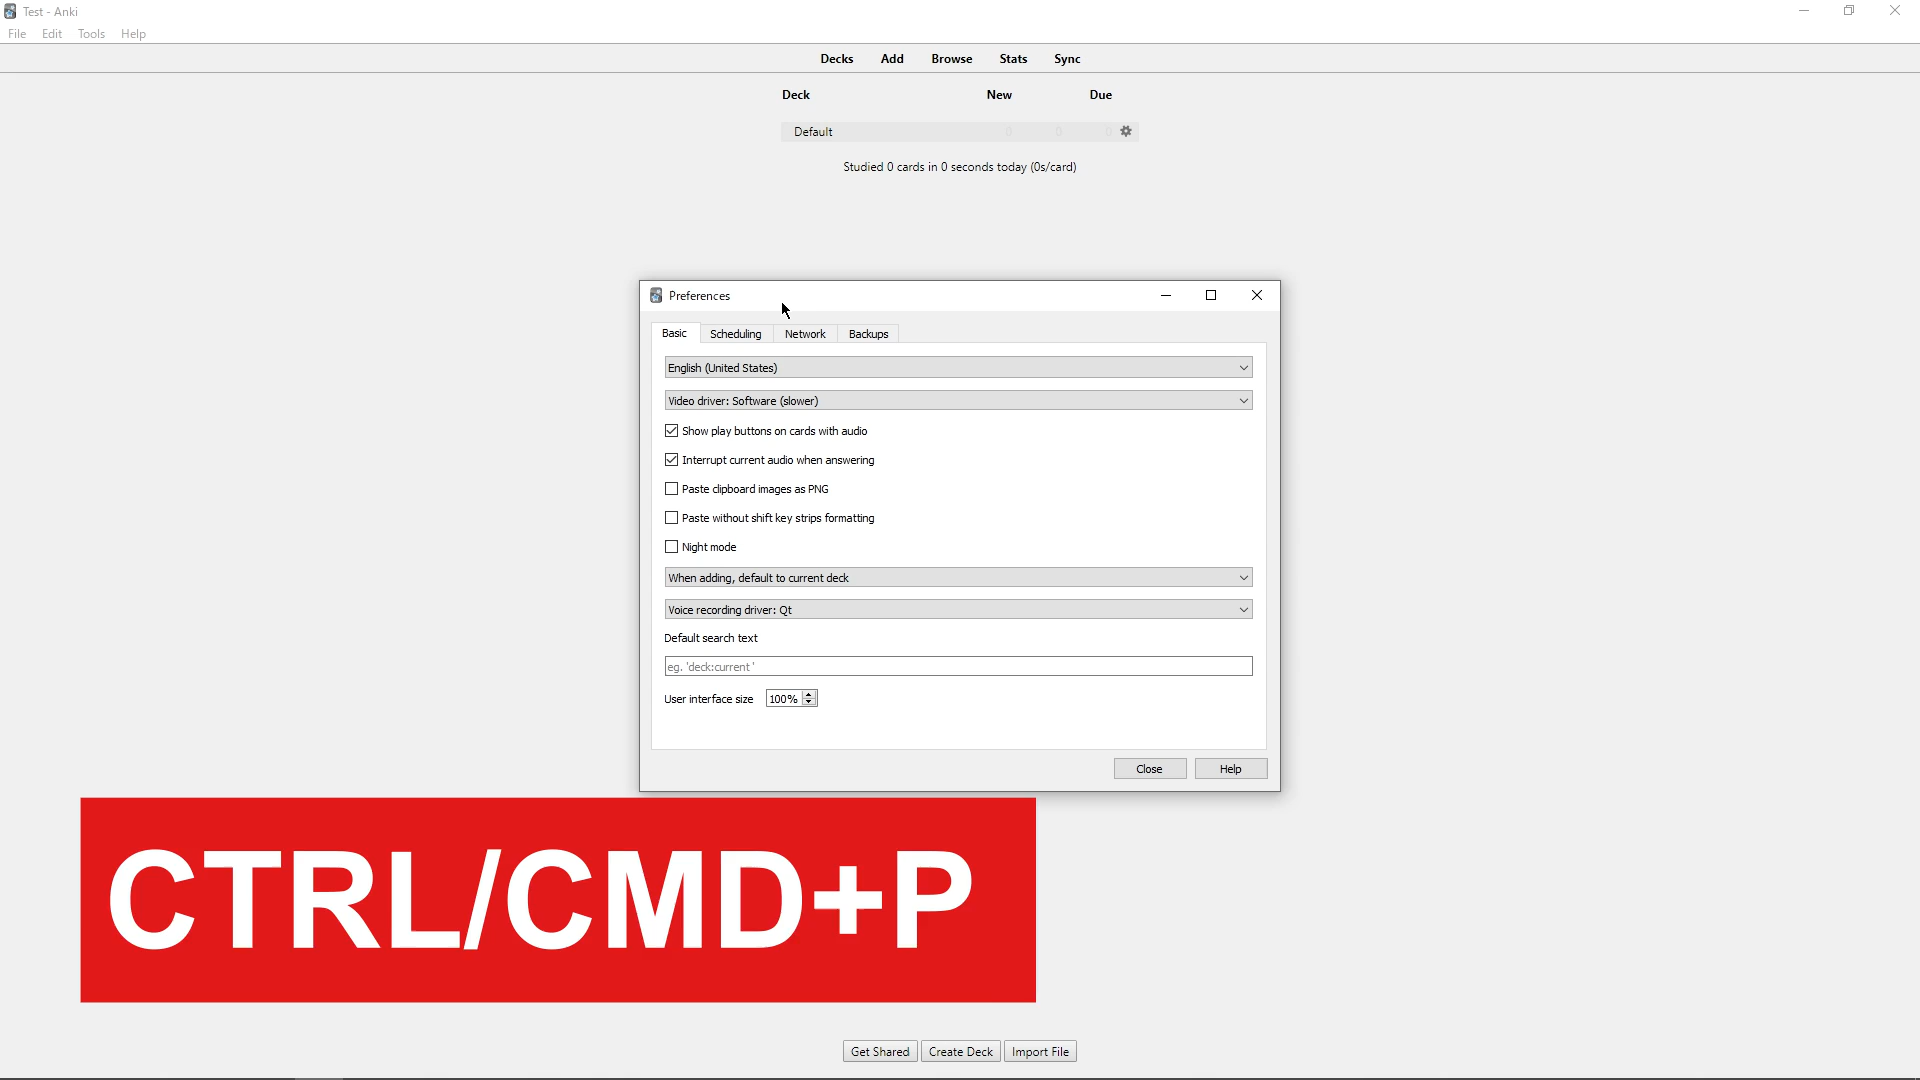 Test - Anki
File Edit Tools Help
Decks Add Browse Stats Sync
Deck New Due
Default 0 0 0
Studied 0 cards in 0 seconds today (0s/card)
Preferences
Basic Scheduling Network Backups
English (United States)
Video driver: Software (slower)
Show play buttons on cards with audio
Interrupt current audio when answering
Paste clipboard images as PNG
Paste without shift key strips formatting
Night mode
When adding, default to current deck
Voice recording driver: Qt
Default search text
eg. 'deck:current '
User interface size 100%
Close Help
CTRL/CMD+P
Get Shared Create Deck Import File